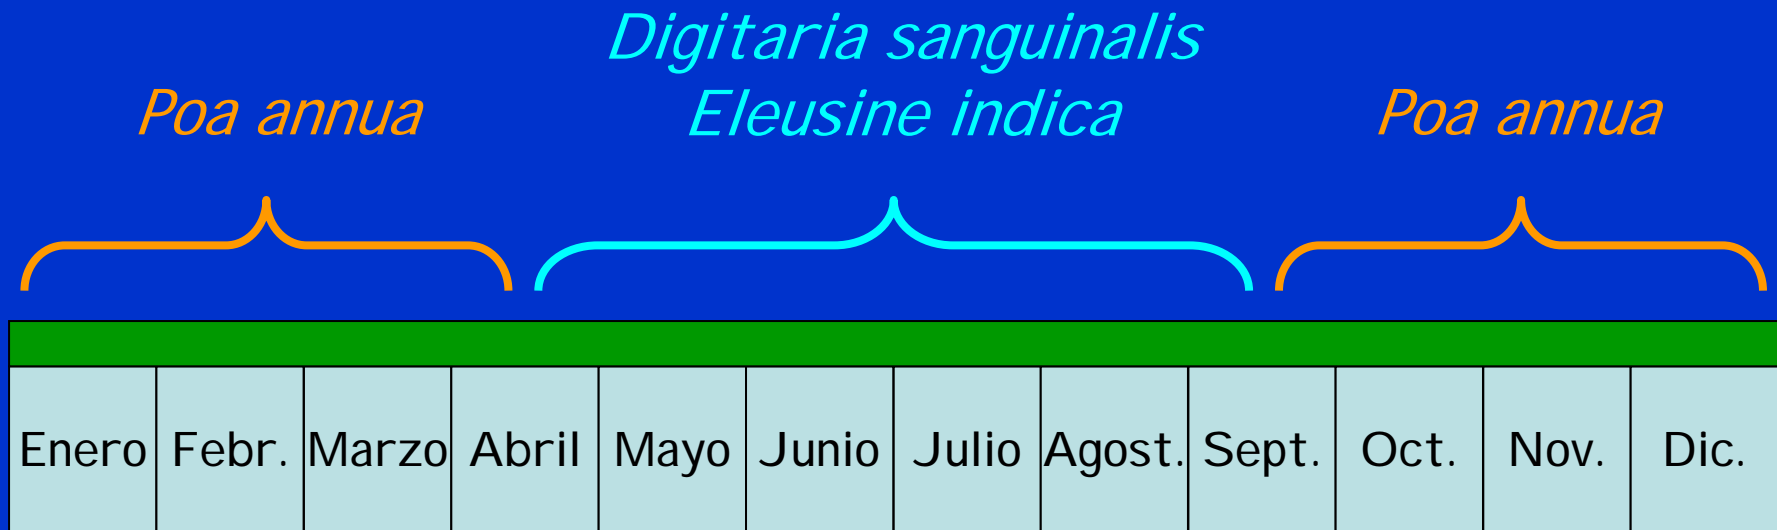 Digitaria sanguinalis
Poa annua Eleusine indica Poa annua
Enero Febr. Marzo Abril Mayo Junio Julio Agost. Sept. Oct. Nov. Dic.